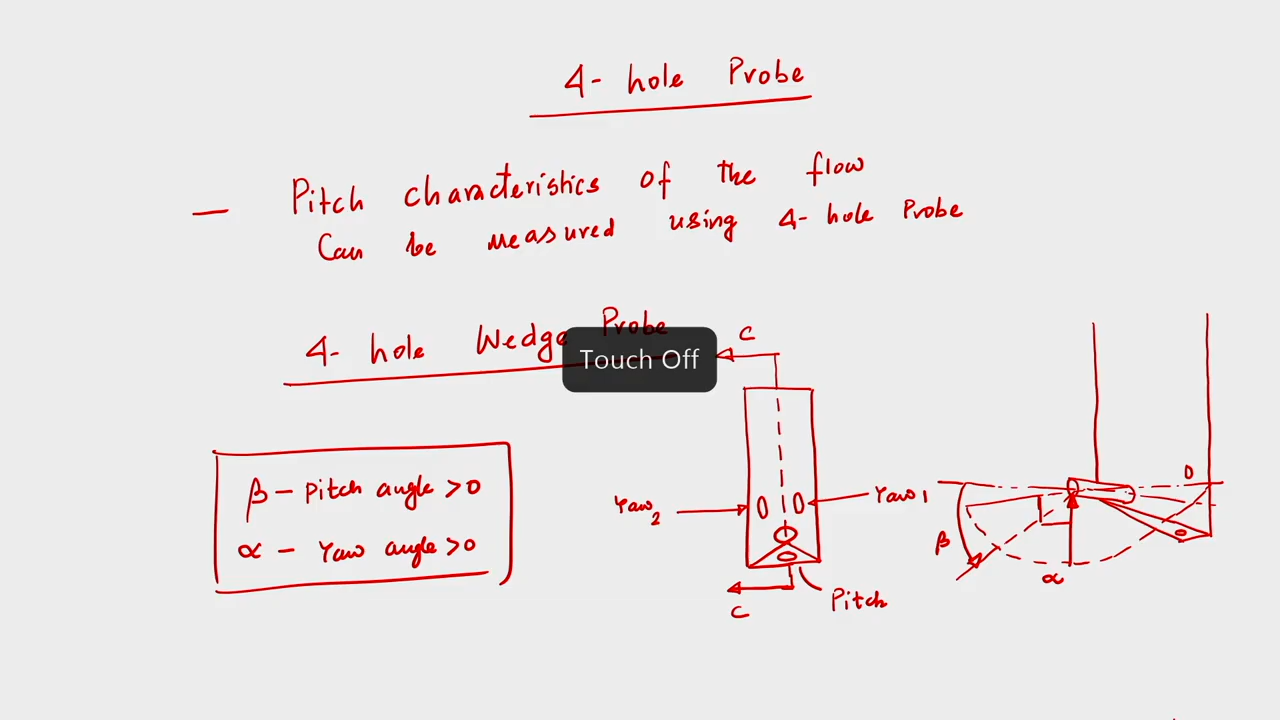 4- hole Probe
— Pitch characteristics of the flow
Can be measured using 4- hole Probe
4- hole Wedge Probe
Touch Off
β – pitch angle >0
α – Yaw angle >0
C
Yaw2
Yaw1
C
Pitch
D
β
α